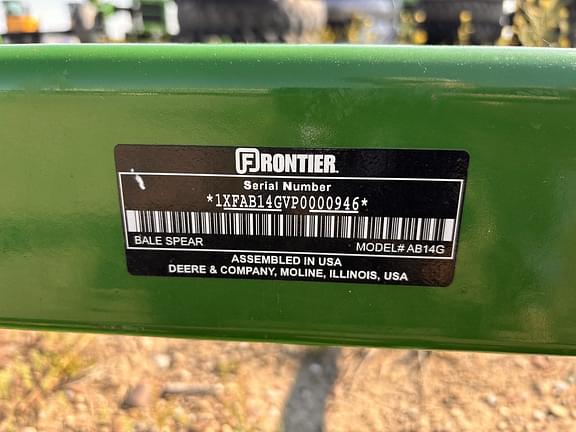 FRONTIER
Serial Number
*1XFAB14GVP0000946*
BALE SPEAR MODEL# AB14G
ASSEMBLED IN USA
DEERE & COMPANY, MOLINE, ILLINOIS, USA